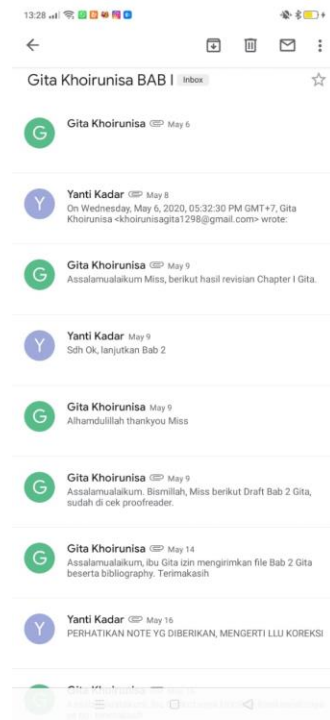 13:28
Gita Khoirunisa BAB I Inbox
G
Gita Khoirunisa May 6
Y
Yanti Kadar May 8
On Wednesday, May 6, 2020, 05:32:30 PM GMT+7, Gita
Khoirunisa <khoirunisagita1298@gmail.com> wrote:
G
Gita Khoirunisa May 9
Assalamualaikum Miss, berikut hasil revisian Chapter I Gita.
Y
Yanti Kadar May 9
Sdh Ok, lanjutkan Bab 2
G
Gita Khoirunisa May 9
Alhamdulillah thankyou Miss
G
Gita Khoirunisa May 9
Assalamualaikum. Bismillah, Miss berikut Draft Bab 2 Gita,
sudah di cek proofreader.
G
Gita Khoirunisa May 14
Assalamualaikum, ibu Gita izin mengirimkan file Bab 2 Gita
beserta bibliography. Terimakasih
Y
Yanti Kadar May 16
PERHATIKAN NOTE YG DIBERIKAN, MENGERTI LLU KOREKSI
G
Gita Khoirunisa